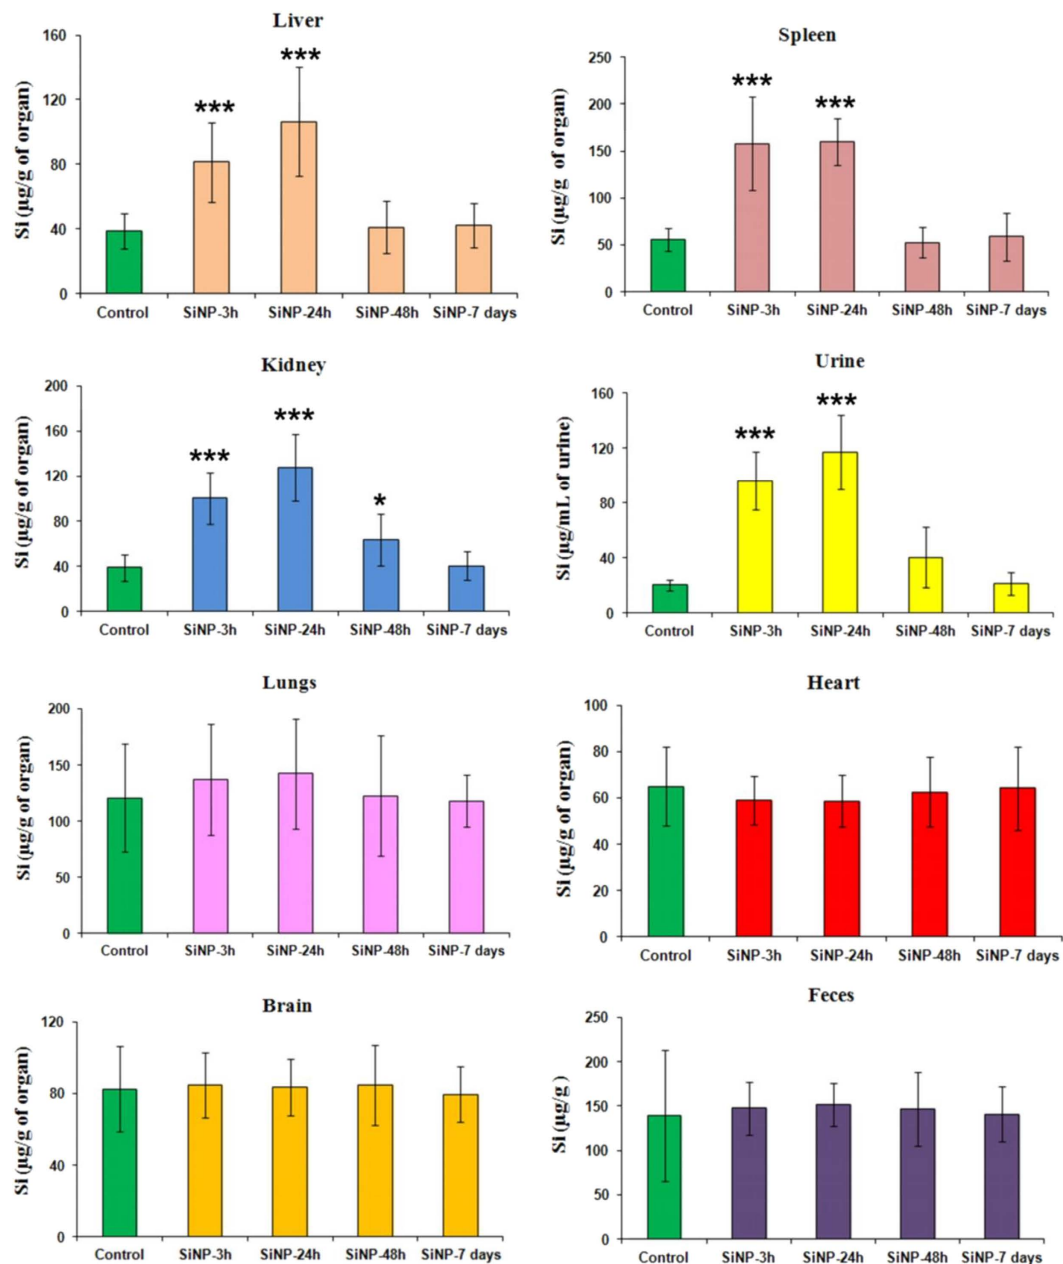 Liver
Si (µg/g of organ)
160
120
80
40
0
***
***
Control SiNP-3h SiNP-24h SiNP-48h SiNP-7 days
Spleen
Si (µg/g of organ)
250
200
150
100
50
0
***
***
Control SiNP-3h SiNP-24h SiNP-48h SiNP-7 days
Kidney
Si (µg/g of organ)
200
160
120
80
40
0
***
***
*
Control SiNP-3h SiNP-24h SiNP-48h SiNP-7 days
Urine
Si (µg/mL of urine)
160
120
80
40
0
***
***
Control SiNP-3h SiNP-24h SiNP-48h SiNP-7 days
Lungs
Si (µg/g of organ)
200
150
100
50
0
Control SiNP-3h SiNP-24h SiNP-48h SiNP-7 days
Heart
Si (µg/g of organ)
100
80
60
40
20
0
Control SiNP-3h SiNP-24h SiNP-48h SiNP-7 days
Brain
Si (µg/g of organ)
120
80
40
0
Control SiNP-3h SiNP-24h SiNP-48h SiNP-7 days
Feces
Si (µg/g )
250
200
150
100
50
0
Control SiNP-3h SiNP-24h SiNP-48h SiNP-7 days